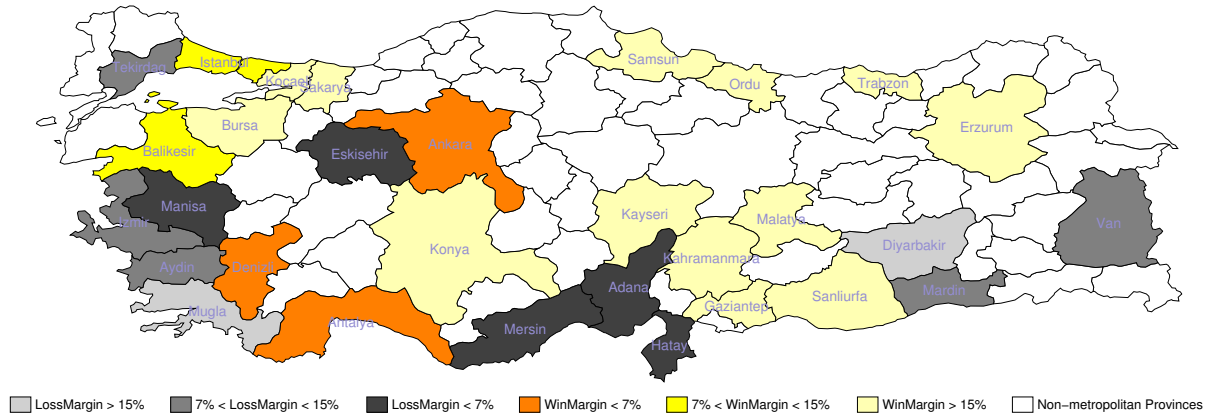 Samsun
Tekirdag
Istanbul
Kocaeli
Sakarya
Ordu
Trabzon
Bursa
Erzurum
Balikesir
Eskisehir
Ankara
Manisa
Izmir
Kayseri
Malatya
Van
Konya
Diyarbakir
Aydin
Denizli
Kahramanmara
Adana
Mardin
Sanliurfa
Gaziantep
Mugla
Antalya
Mersin
Hatay
LossMargin > 15% 7% < LossMargin < 15% LossMargin < 7% WinMargin < 7% 7% < WinMargin < 15% WinMargin > 15% Non−metropolitan Provinces